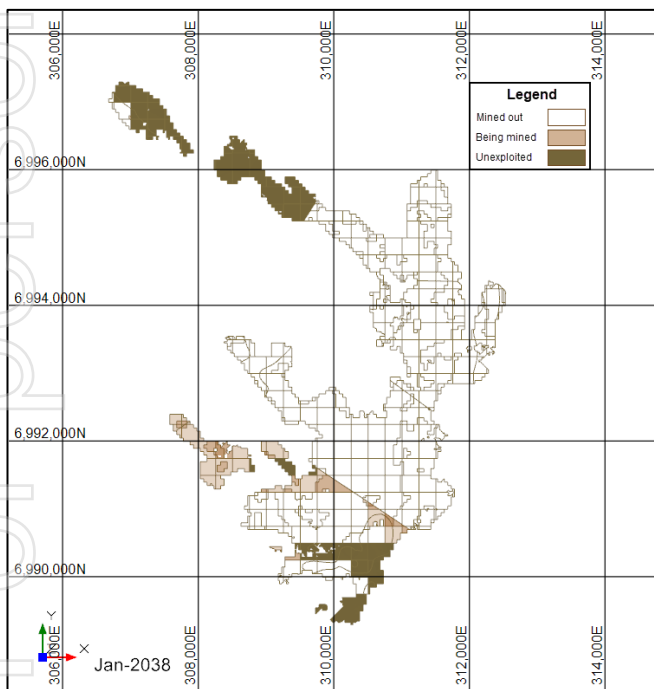 306,000E
308,000E
310,000E
312,000E
314,000E
Legend
Mined out
Being mined
Unexploited
6,996,000N
6,994,000N
6,992,000N
6,990,000N
Y
X
Jan-2038
306,000E
308,000E
310,000E
312,000E
314,000E